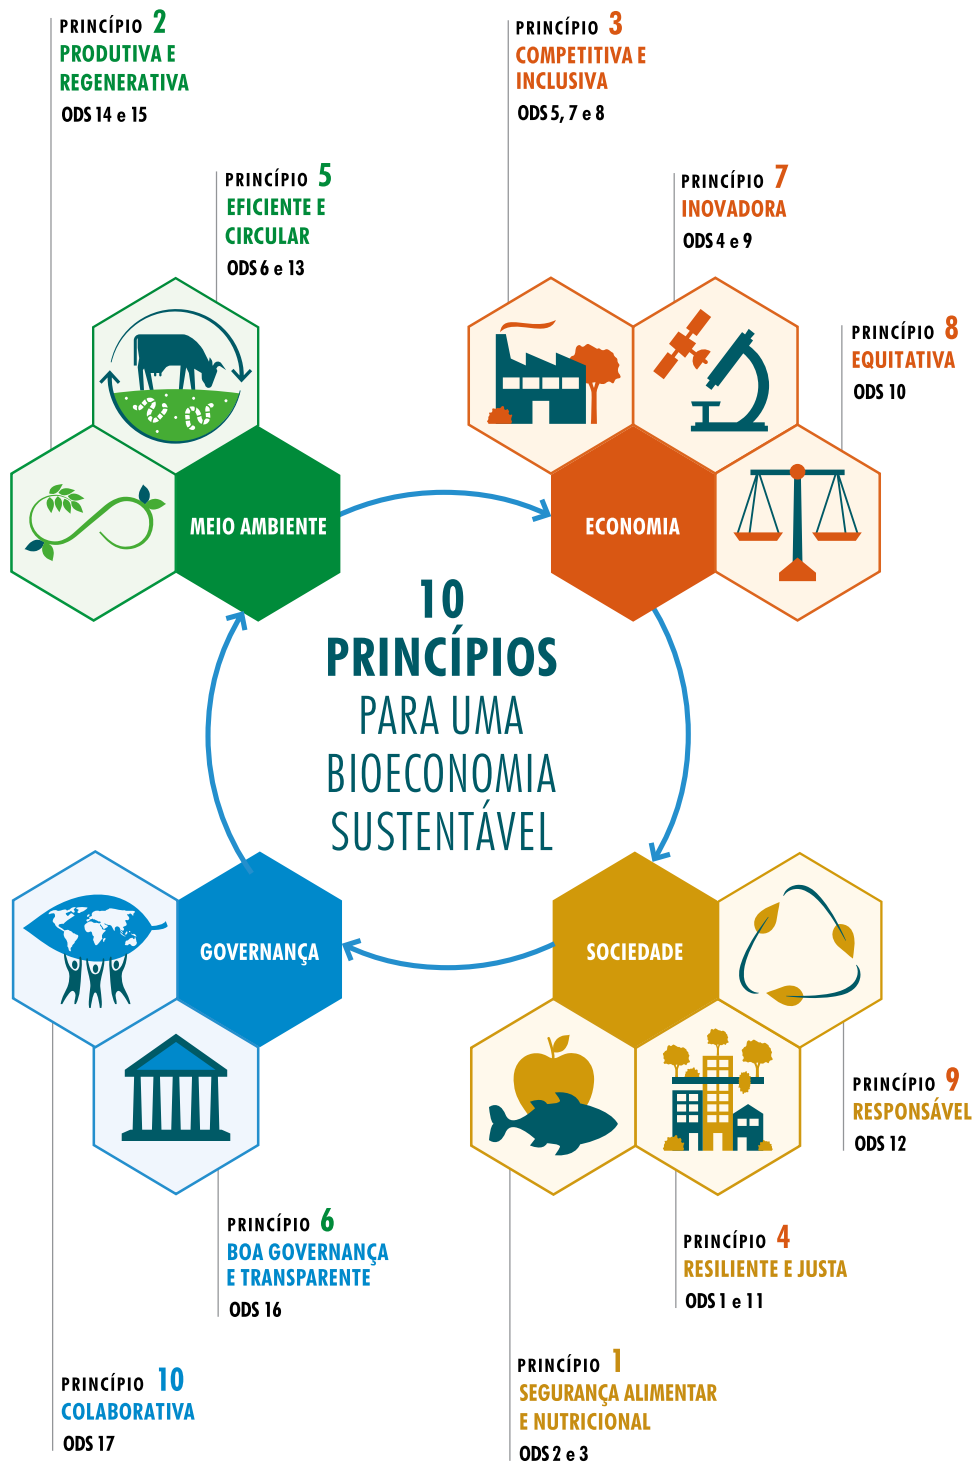 PRINCÍPIO 2
PRODUTIVA E
REGENERATIVA
ODS 14 e 15
PRINCÍPIO 3
COMPETITIVA E
INCLUSIVA
ODS 5, 7 e 8
PRINCÍPIO 5
EFICIENTE E
CIRCULAR
ODS 6 e 13
PRINCÍPIO 7
INOVADORA
ODS 4 e 9
PRINCÍPIO 8
EQUITATIVA
ODS 10
MEIO AMBIENTE
ECONOMIA
10
PRINCÍPIOS
PARA UMA
BIOECONOMIA
SUSTENTÁVEL
GOVERNANÇA
SOCIEDADE
PRINCÍPIO 9
RESPONSÁVEL
ODS 12
PRINCÍPIO 6
BOA GOVERNANÇA
E TRANSPARENTE
ODS 16
PRINCÍPIO 4
RESILIENTE E JUSTA
ODS 1 e 11
PRINCÍPIO 10
COLABORATIVA
ODS 17
PRINCÍPIO 1
SEGURANÇA ALIMENTAR
E NUTRICIONAL
ODS 2 e 3